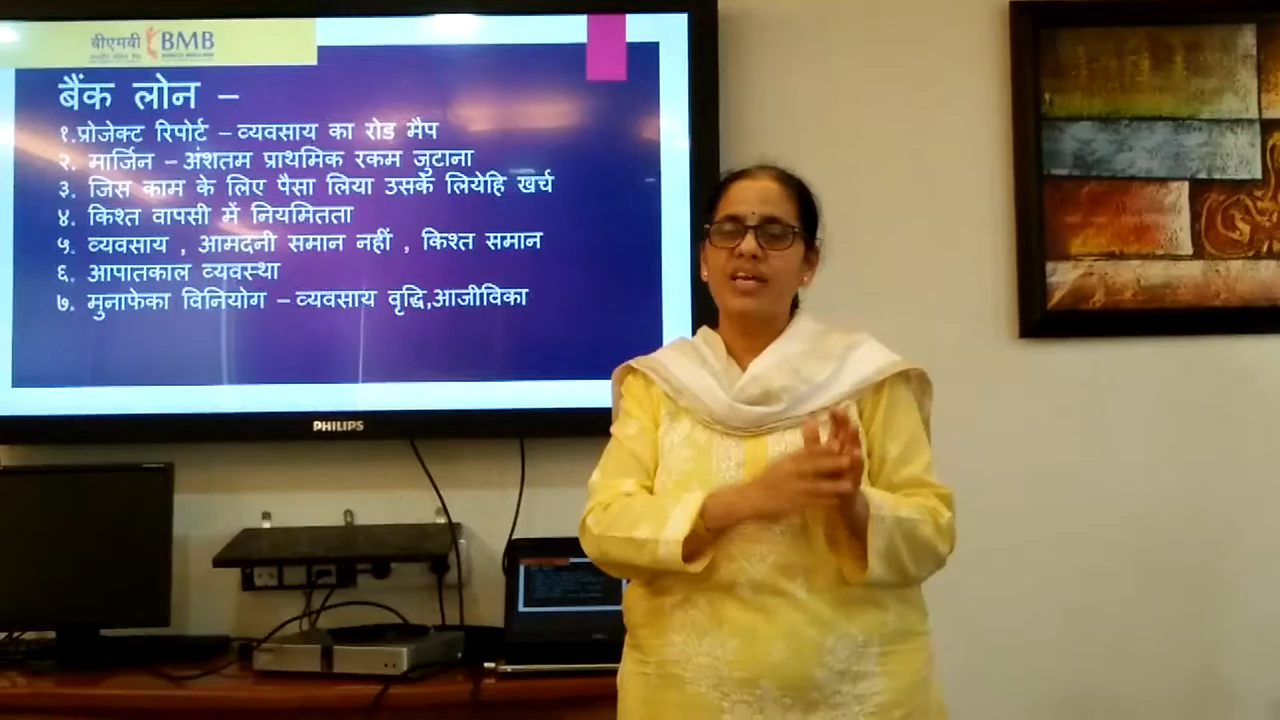 बीएमबी BMB
बैंक लोन –
१.प्रोजेक्ट रिपोर्ट – व्यवसाय का रोड मैप
२. मार्जिन – अंशतम प्राथमिक रकम जुटाना
३. जिस काम के लिए पैसा लिया उसके लियेहि खर्च
४. किश्त वापसी में नियमितता
५. व्यवसाय , आमदनी समान नहीं , किश्त समान
६. आपातकाल व्यवस्था
७. मुनाफेका विनियोग – व्यवसाय वृद्धि,आजीविका
PHILIPS